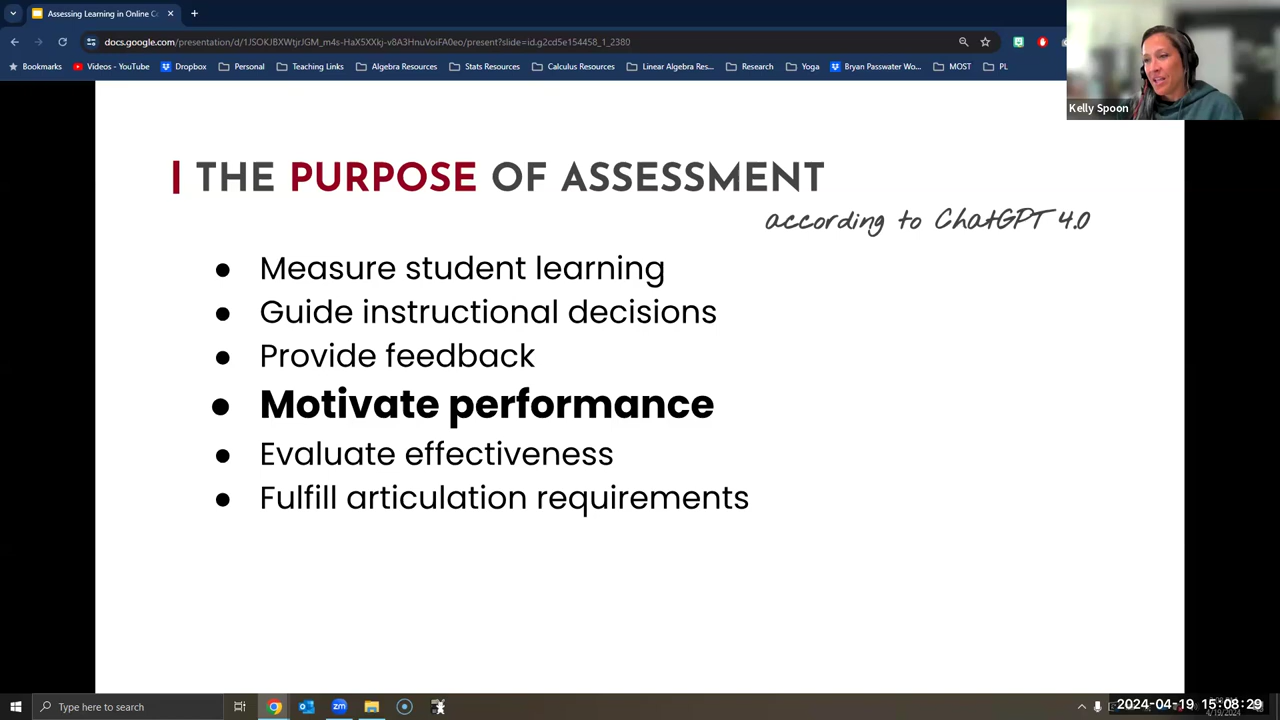 Assessing Learning in Online C
docs.google.com/presentation/d/1JSOKJBXWtjrJGM_m4s-HaX5YXkj-v8A3HnuVoiFA0eo/present?slide=id.g2cd5e154458_1_2380
Bookmarks Videos - YouTube Dropbox Personal Teaching Links Algebra Resources Stats Resources Calculus Resources Linear Algebra Res... Research Yoga Bryan Passwater Wo... MOST PL
Kelly Spoon
THE PURPOSE OF ASSESSMENT
according to ChatGPT 4.0
● Measure student learning
● Guide instructional decisions
● Provide feedback
● Motivate performance
● Evaluate effectiveness
● Fulfill articulation requirements
Type here to search
zm
2024-04-19 15:08:29